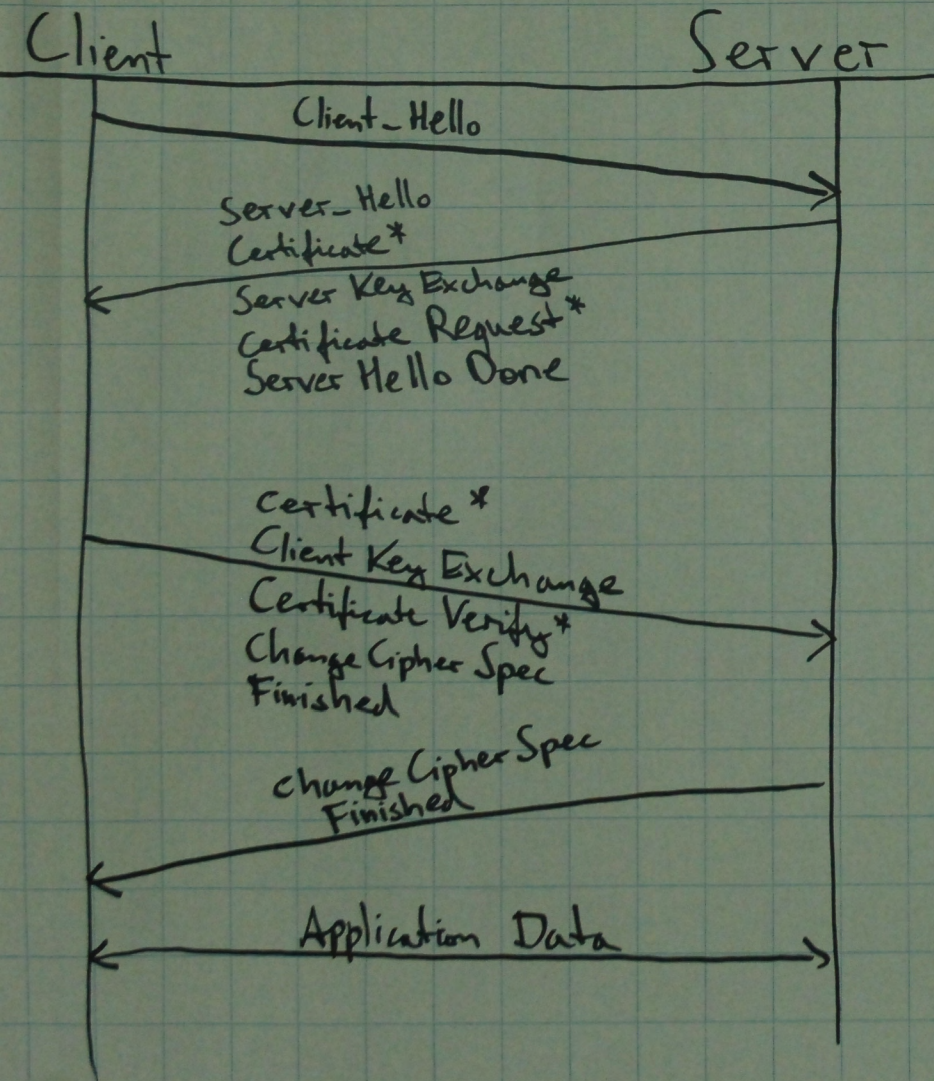 Client
Server
Client_Hello
Server_Hello
Certificate*
Server Key Exchange
Certificate Request*
Server Hello Done
Certificate*
Client Key Exchange
Certificate Verify*
Change Cipher Spec
Finished
Change Cipher Spec
Finished
Application Data